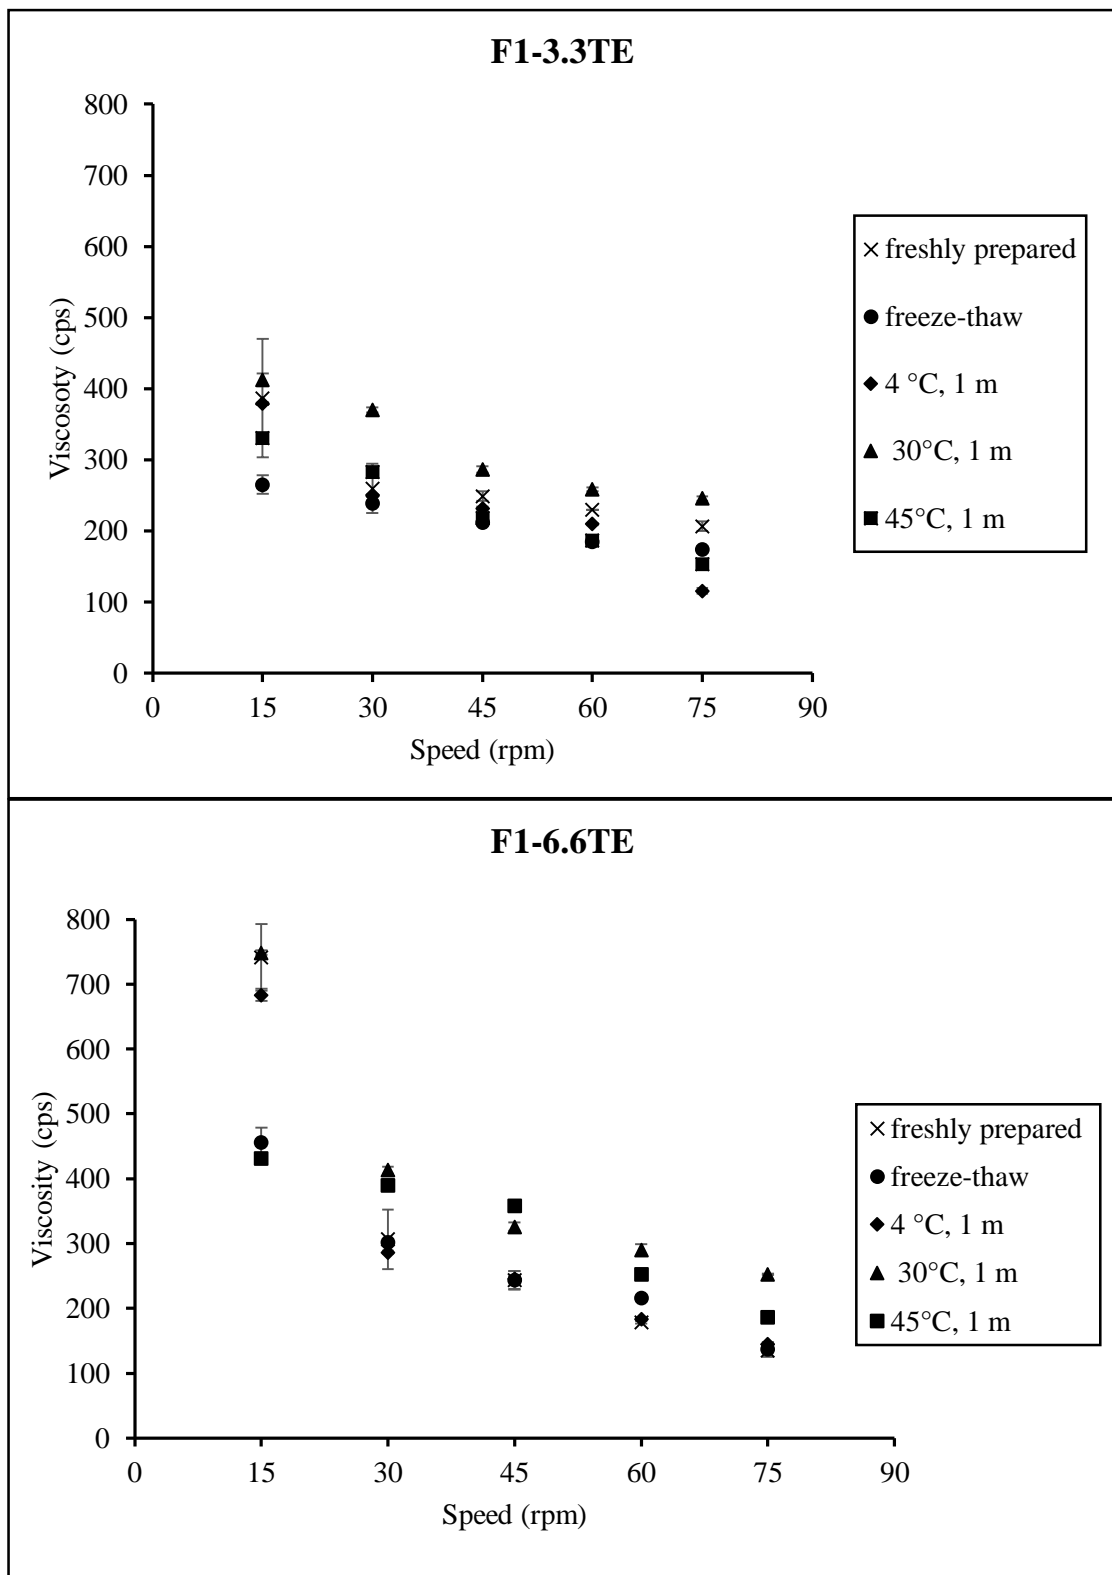 F1-3.3TE
800
700
600
500
400
300
200
100
0
Viscosoty (cps)
0 15 30 45 60 75 90
Speed (rpm)
freshly prepared
freeze-thaw
4 °C, 1 m
30°C, 1 m
45°C, 1 m
F1-6.6TE
800
700
600
500
400
300
200
100
0
Viscosity (cps)
0 15 30 45 60 75 90
Speed (rpm)
freshly prepared
freeze-thaw
4 °C, 1 m
30°C, 1 m
45°C, 1 m